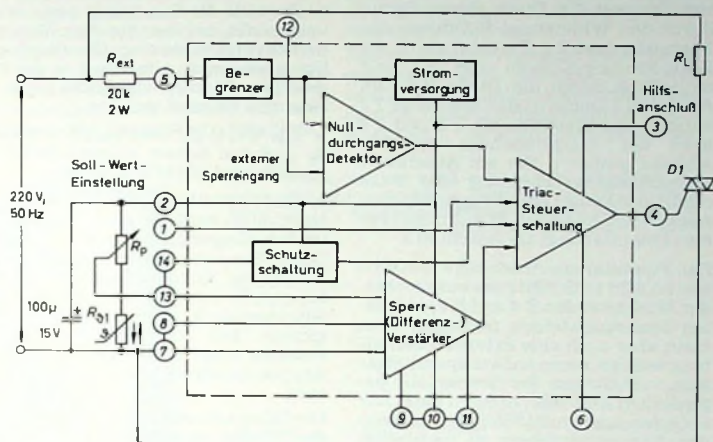 12
R_ext
20k
2W
5
Be-
grenzer
Strom-
versorgung
R_L
Hilfs-
anschluß
3
Null-
durchgangs-
Detektor
externer
Sperreingang
Soll-Wert-
Einstellung
220 V,
50 Hz
2
1
14
13
8
7
R_p
Rϑ1
ϑ
100µ
+
15V
Schutz-
schaltung
Triac-
Steuer-
schaltung
4
D1
Sperr-
(Differenz-)
Verstärker
9
10
11
6